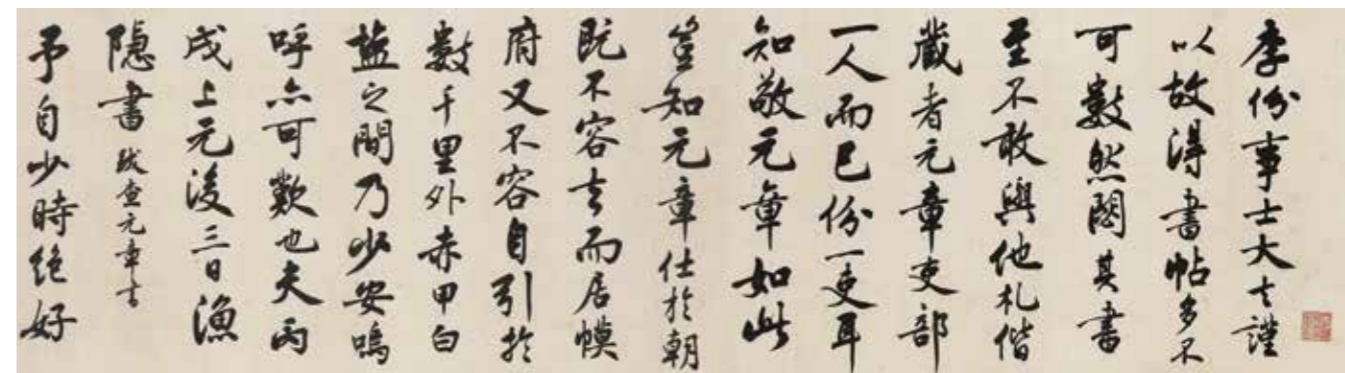 李份事士大夫謹
以故得書帖多不
可數然閟其書
至不敢與他札偕
藏者元章吏部
一人而已份一吏耳
知敬元章如此
豈知元章仕於朝
既不容去而居幙
府又不容自引於
數千里外赤甲白
盐之間乃少安嗚
呼亦可歎也夫丙
戌上元後三日漁
隐書 跋查元章書
予自少時絕好